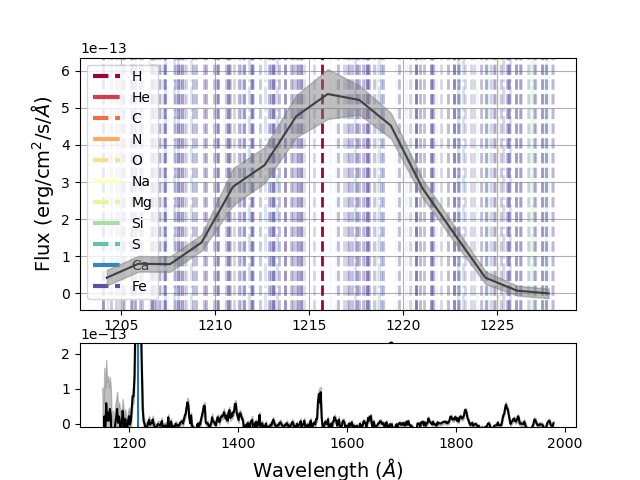 1e−13
Flux (erg/cm²/s/Å)
6
5
4
3
2
1
0
H
He
C
N
O
Na
Mg
Si
S
Ca
Fe
1205 1210 1215 1220 1225
1e−13
2
1
0
1200 1400 1600 1800 2000
Wavelength (Å)